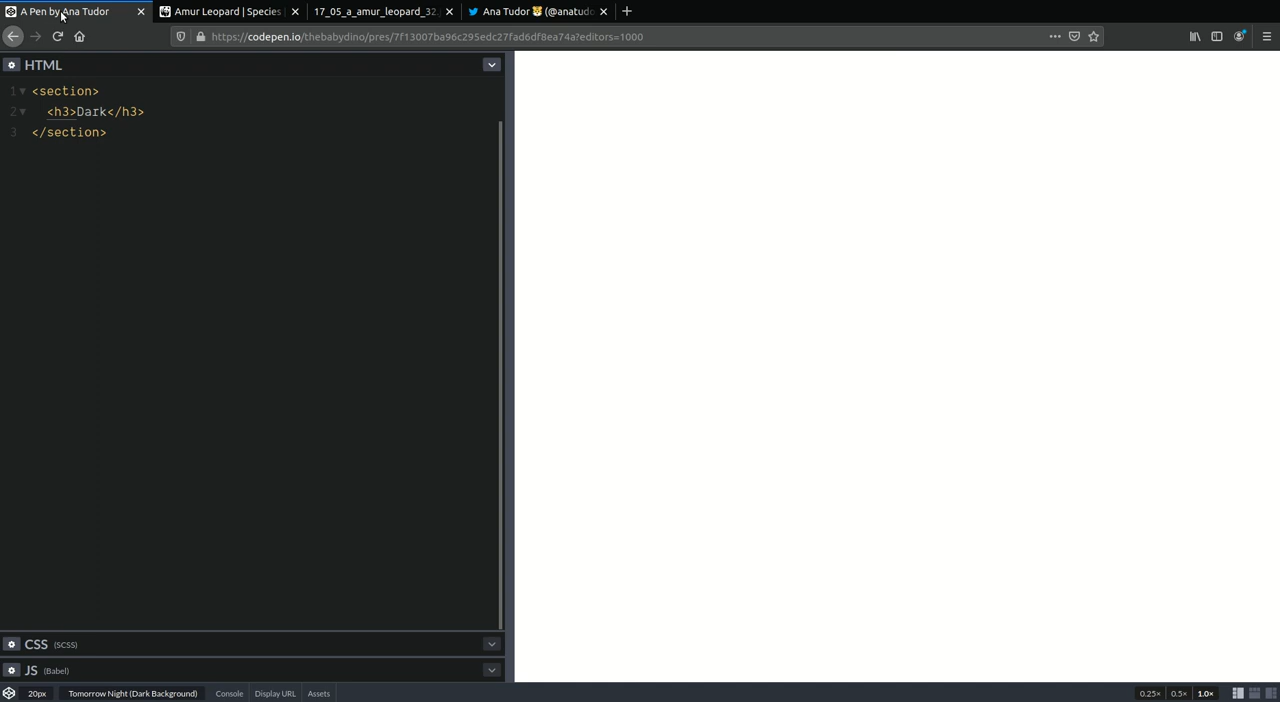 A Pen by Ana Tudor
Amur Leopard | Species
17_05_a_amur_leopard_32.
Ana Tudor 🐯 (@anatudo
https://codepen.io/thebabydino/pres/7f13007ba96c295edc27fad6df8ea74a?editors=1000
HTML
1 <section>
2 <h3>Dark</h3>
3 </section>
CSS (SCSS)
JS (Babel)
20px Tomorrow Night (Dark Background) Console Display URL Assets 0.25× 0.5× 1.0×